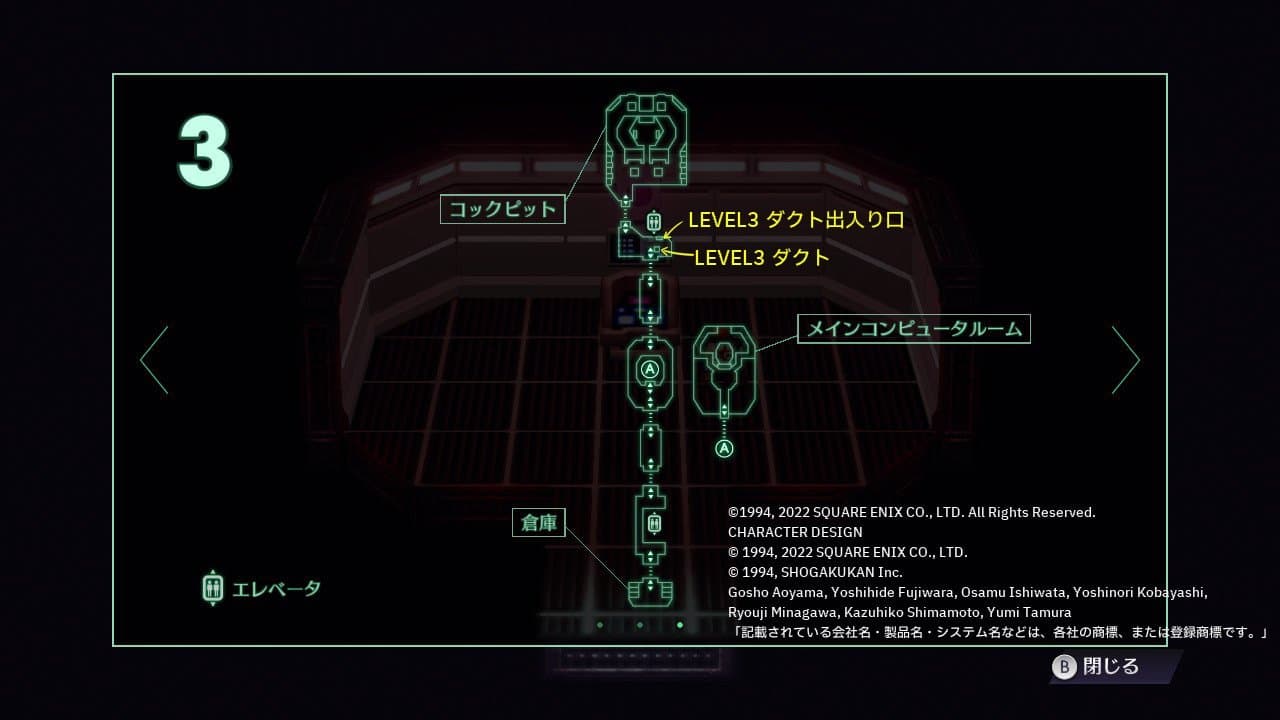 3
コックピット
LEVEL3 ダクト出入り口
LEVEL3 ダクト
メインコンピュータルーム
A
A
倉庫
エレベータ
©1994, 2022 SQUARE ENIX CO., LTD. All Rights Reserved.
CHARACTER DESIGN
© 1994, 2022 SQUARE ENIX CO., LTD.
© 1994, SHOGAKUKAN Inc.
Gosho Aoyama, Yoshihide Fujiwara, Osamu Ishiwata, Yoshinori Kobayashi,
Ryouji Minagawa, Kazuhiko Shimamoto, Yumi Tamura
「記載されている会社名・製品名・システム名などは、各社の商標、または登録商標です。」
B 閉じる